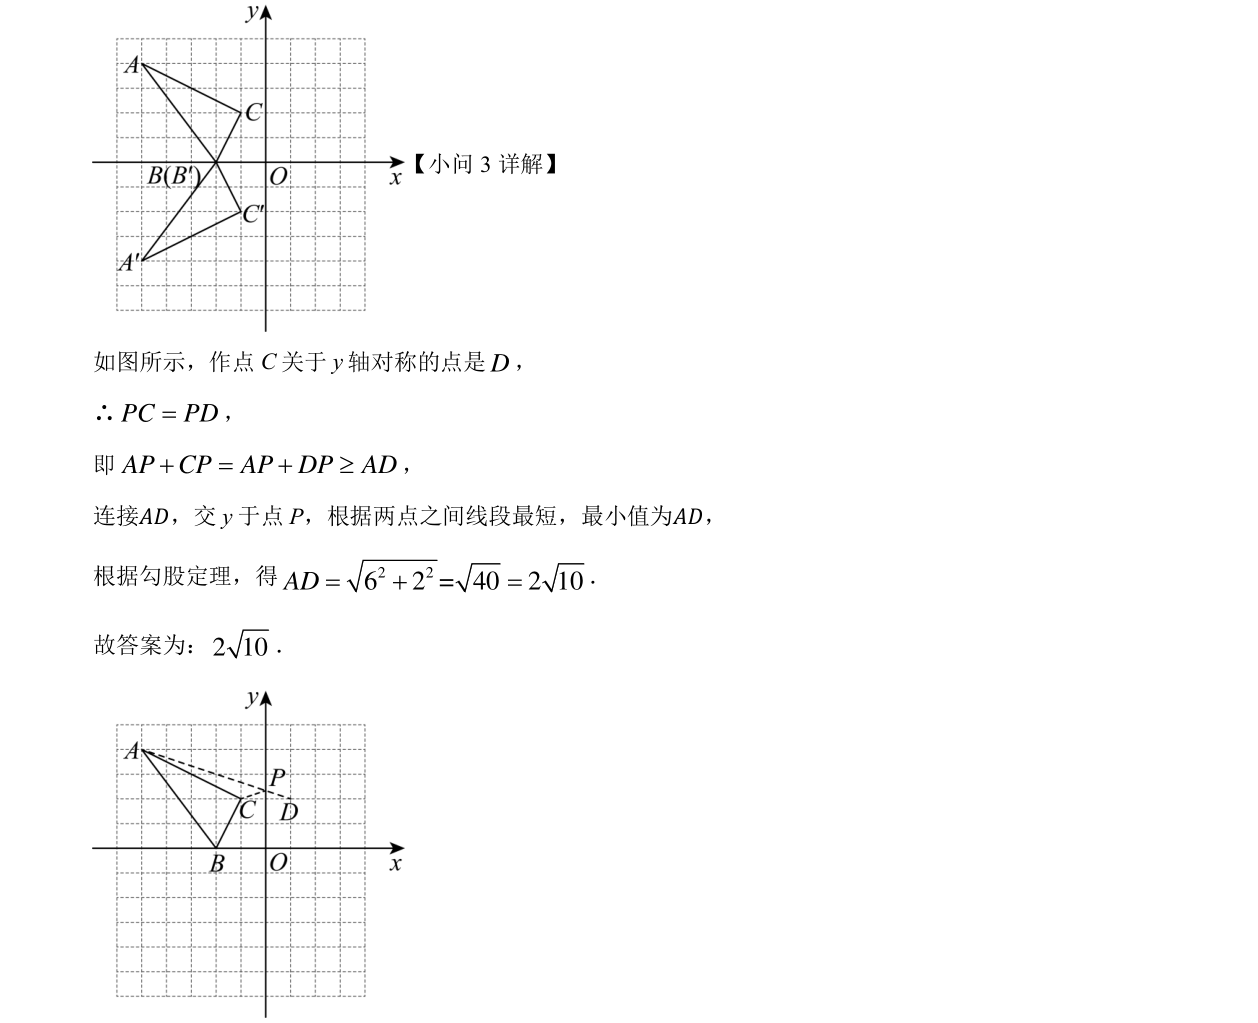 y
A
C
B(B′)
O
x
【小问 3 详解】
C′
A′
如图所示，作点 C 关于 y 轴对称的点是 D，
∴ PC = PD，
即 AP + CP = AP + DP ≥ AD，
连接AD，交 y 于点 P，根据两点之间线段最短，最小值为AD，
根据勾股定理，得 AD = √(6² + 2²) = √40 = 2√10 .
故答案为：2√10 .
y
A
P
C
D
B
O
x